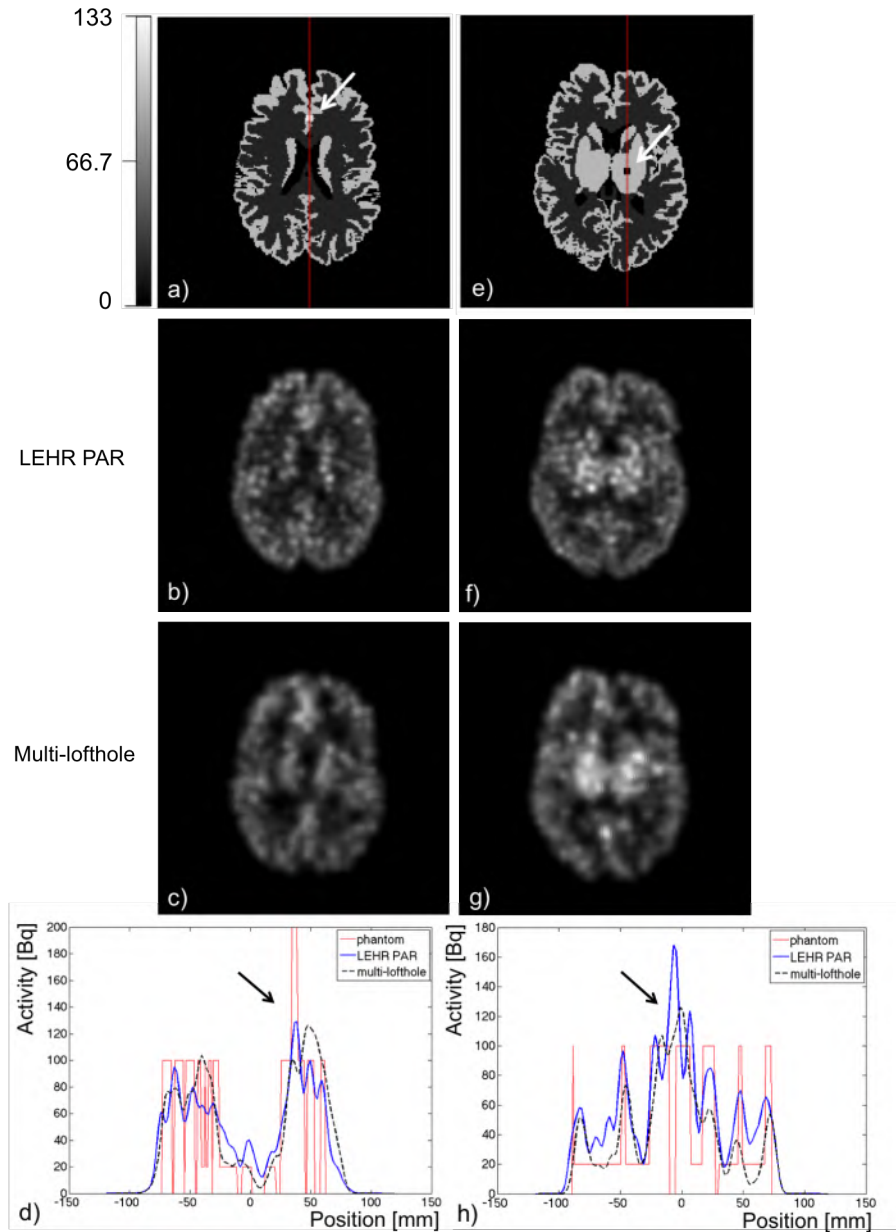 133
66.7
0
a)
e)
LEHR PAR
b)
f)
Multi-lofthole
c)
g)
Activity [Bq]
200
180
160
140
120
100
80
60
40
20
0
-150
-100
-50
0
50
100
150
Position [mm]
phantom
LEHR PAR
multi-lofthole
d)
Activity [Bq]
180
160
140
120
100
80
60
40
20
0
-150
-100
-50
0
50
100
150
Position [mm]
phantom
LEHR PAR
multi-lofthole
h)